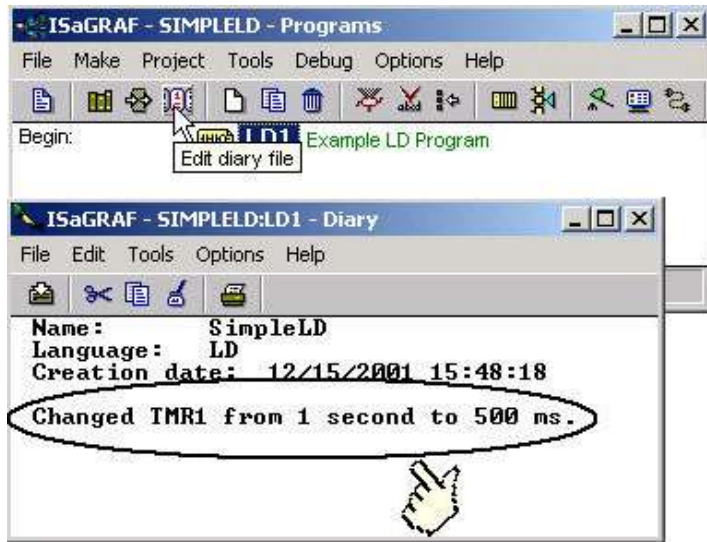 ISaGRAF - SIMPLELD - Programs
File Make Project Tools Debug Options Help
Begin: LD1 Example LD Program
Edit diary file
ISaGRAF - SIMPLELD:LD1 - Diary
File Edit Tools Options Help
Name: SimpleLD
Language: LD
Creation date: 12/15/2001 15:48:18
Changed TMR1 from 1 second to 500 ms.